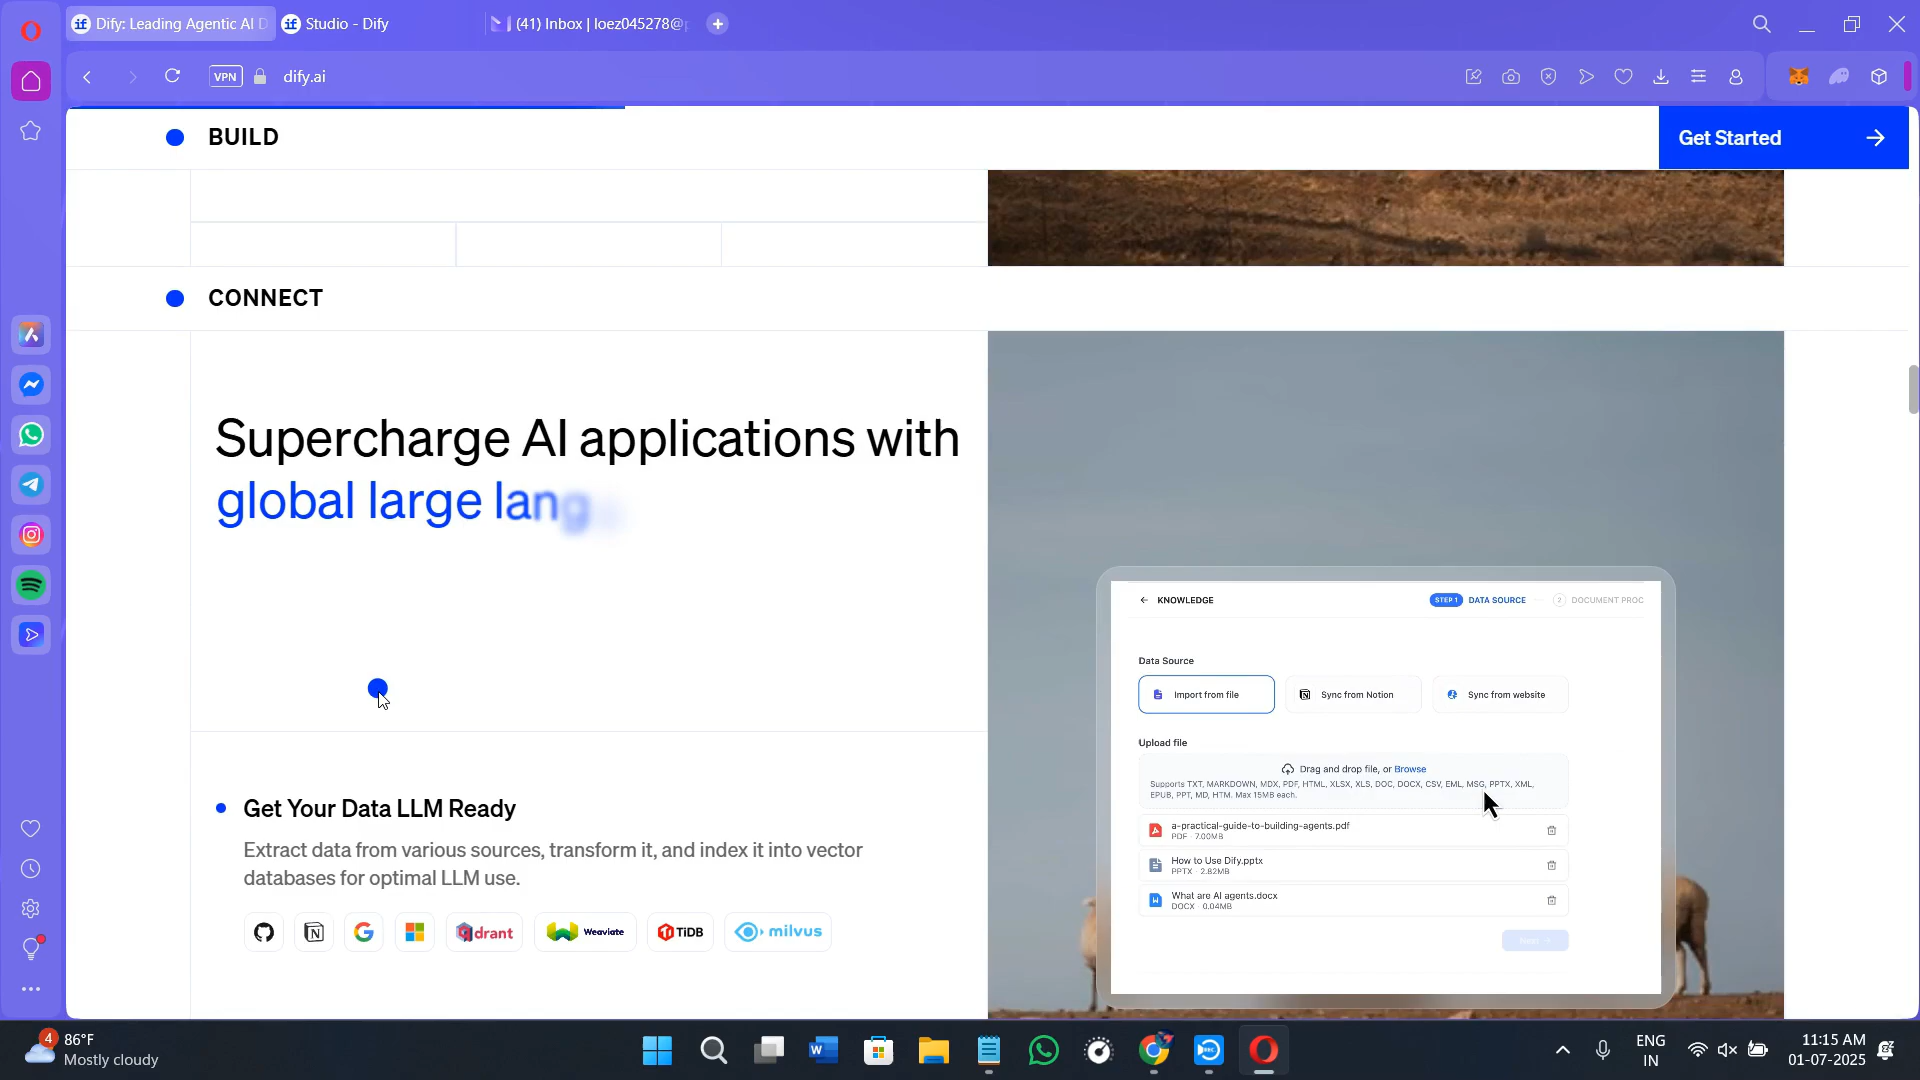 Dify: Leading Agentic AI D
Studio - Dify
(41) Inbox | loez045278@
VPN
dify.ai
BUILD
Get Started
CONNECT
Supercharge AI applications with
global large lang
KNOWLEDGE
STEP 1 DATA SOURCE
2 DOCUMENT PROC
Data Source
Import from file
Sync from Notion
Sync from website
Upload file
Drag and drop file, or Browse
Supports TXT, MARKDOWN, MDX, PDF, HTML, XLSX, XLS, DOC, DOCX, CSV, EML, MSG, PPTX, XML,
EPUB, PPT, MD, HTM. Max 15MB each.
a-practical-guide-to-building-agents.pdf
PDF · 7.00MB
How to Use Dify.pptx
PPTX · 2.82MB
What are AI agents.docx
DOCX · 0.04MB
Next
Get Your Data LLM Ready
Extract data from various sources, transform it, and index it into vector
databases for optimal LLM use.
drant
Weaviate
TiDB
milvus
4
86°F
Mostly cloudy
ENG
IN
11:15 AM
01-07-2025